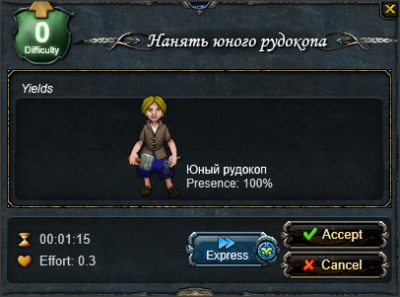 0
Difficulty
Нанять юного рудокопа
Yields
Юный рудокоп
Presence: 100%
00:01:15
Effort: 0.3
Express
Accept
Cancel